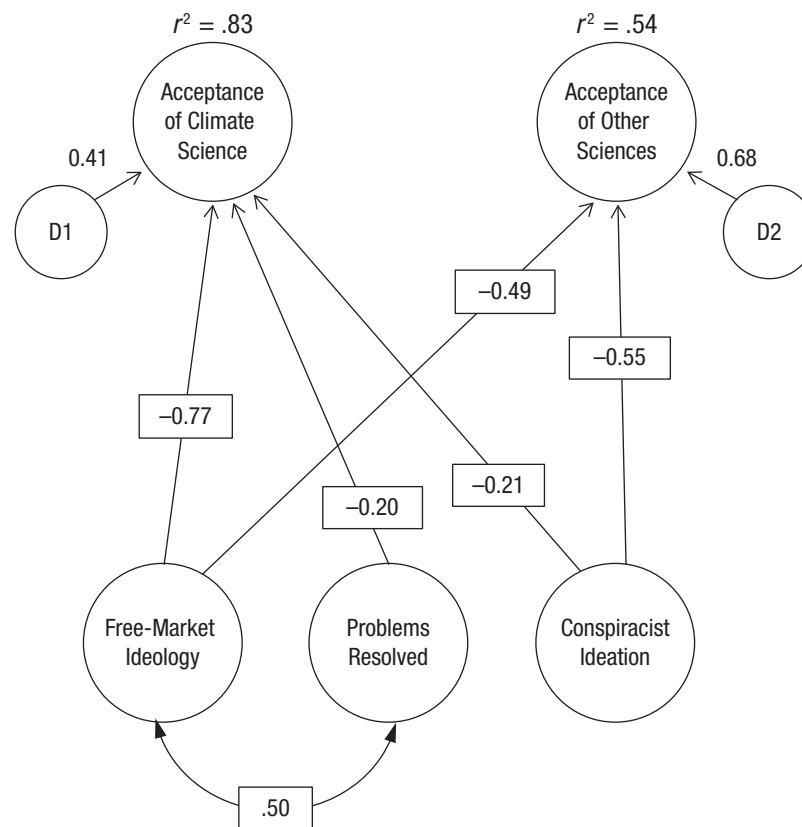 r² = .83
r² = .54
Acceptance
of Climate
Science
Acceptance
of Other
Sciences
0.41
0.68
D1
D2
–0.49
–0.55
–0.77
–0.21
–0.20
Free-Market
Ideology
Problems
Resolved
Conspiracist
Ideation
.50